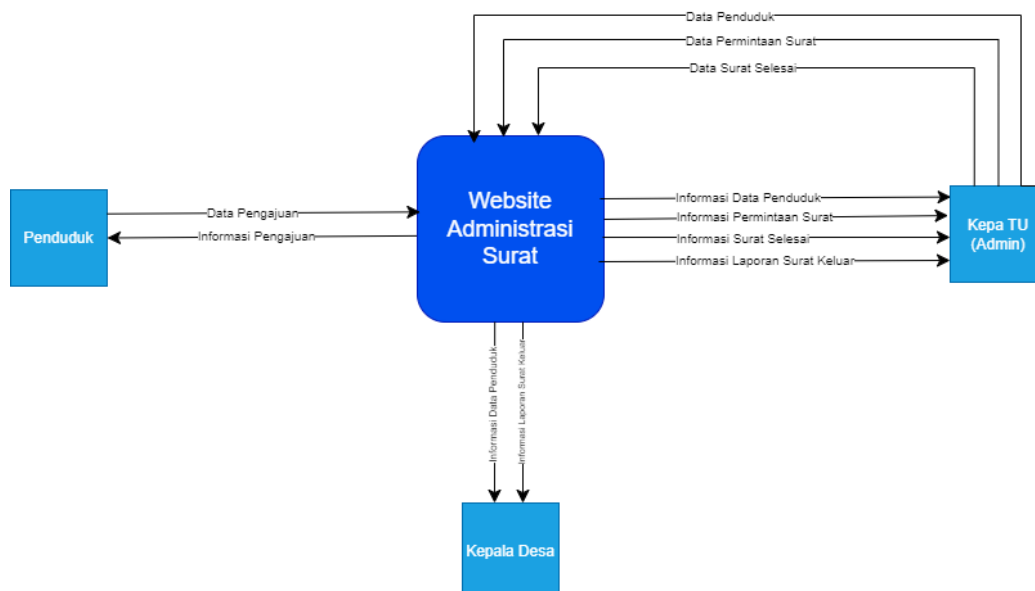 Data Penduduk
Data Permintaan Surat
Data Surat Selesai
Website
Administrasi
Surat
Penduduk
Data Pengajuan
Informasi Pengajuan
Informasi Data Penduduk
Informasi Permintaan Surat
Informasi Surat Selesai
Informasi Laporan Surat Keluar
Kepa TU
(Admin)
Informasi Data Penduduk
Informasi Laporan Surat Keluar
Kepala Desa